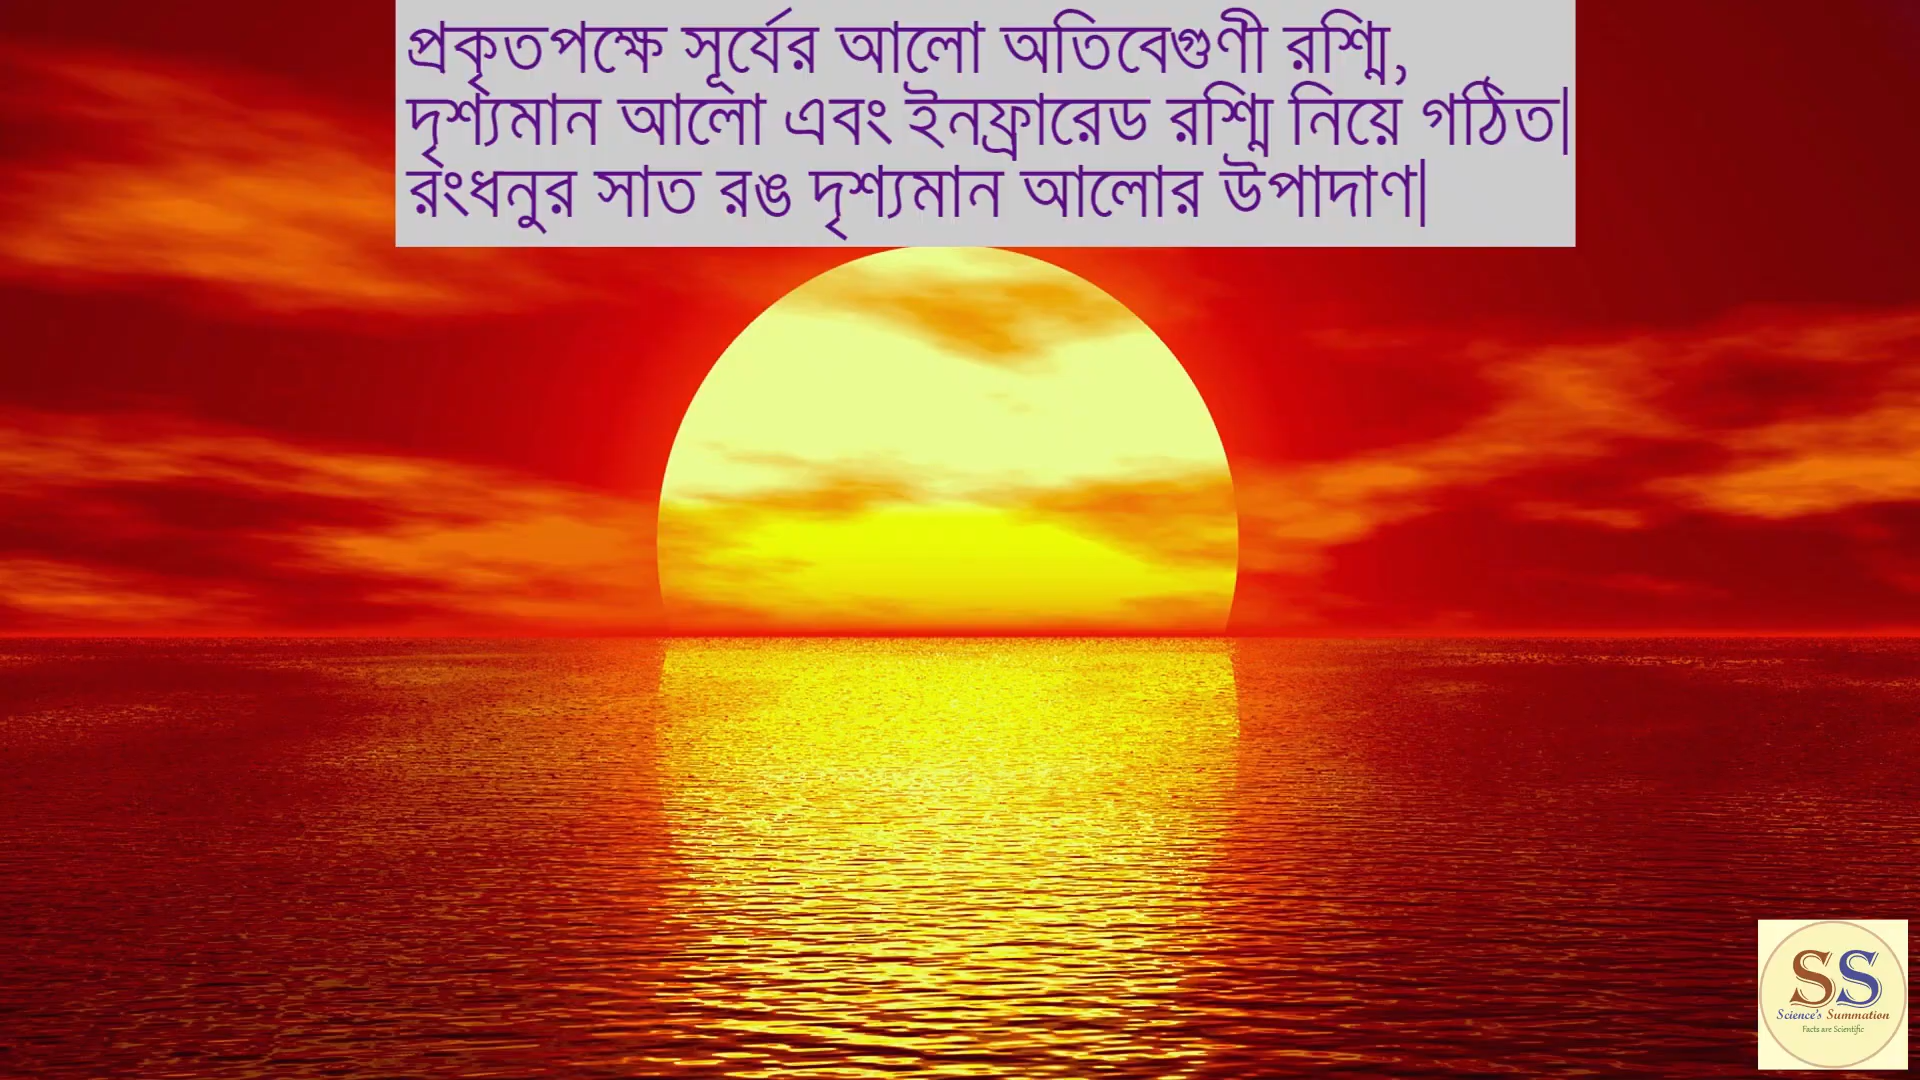 প্রকৃতপক্ষে সূর্যের আলো অতিবেগুণী রশ্মি,
দৃশ্যমান আলো এবং ইনফ্রারেড রশ্মি নিয়ে গঠিত|
রংধনুর সাত রঙ দৃশ্যমান আলোর উপাদাণ|
SS
Science's Summation
Facts are Scientific